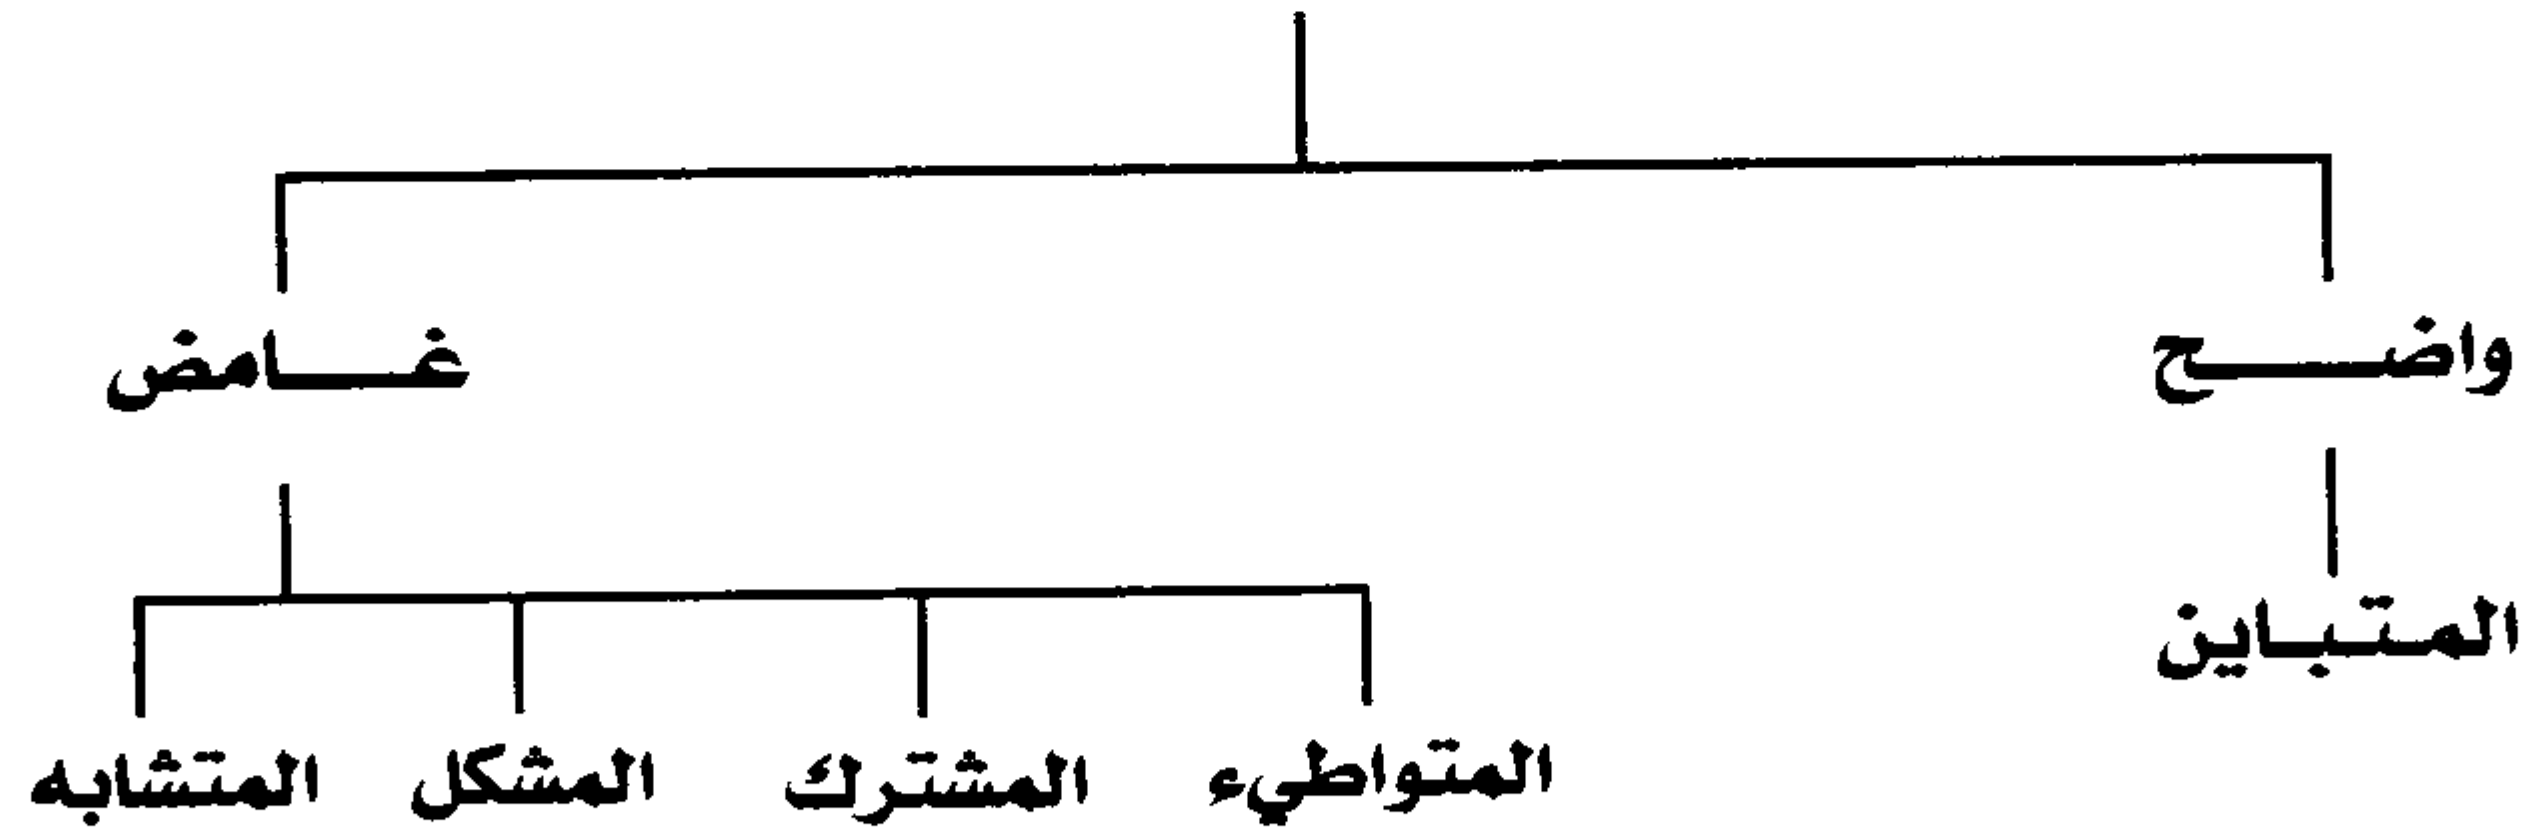 واضح غامض
المتباين
المتواطيء المشترك المشكل المتشابه